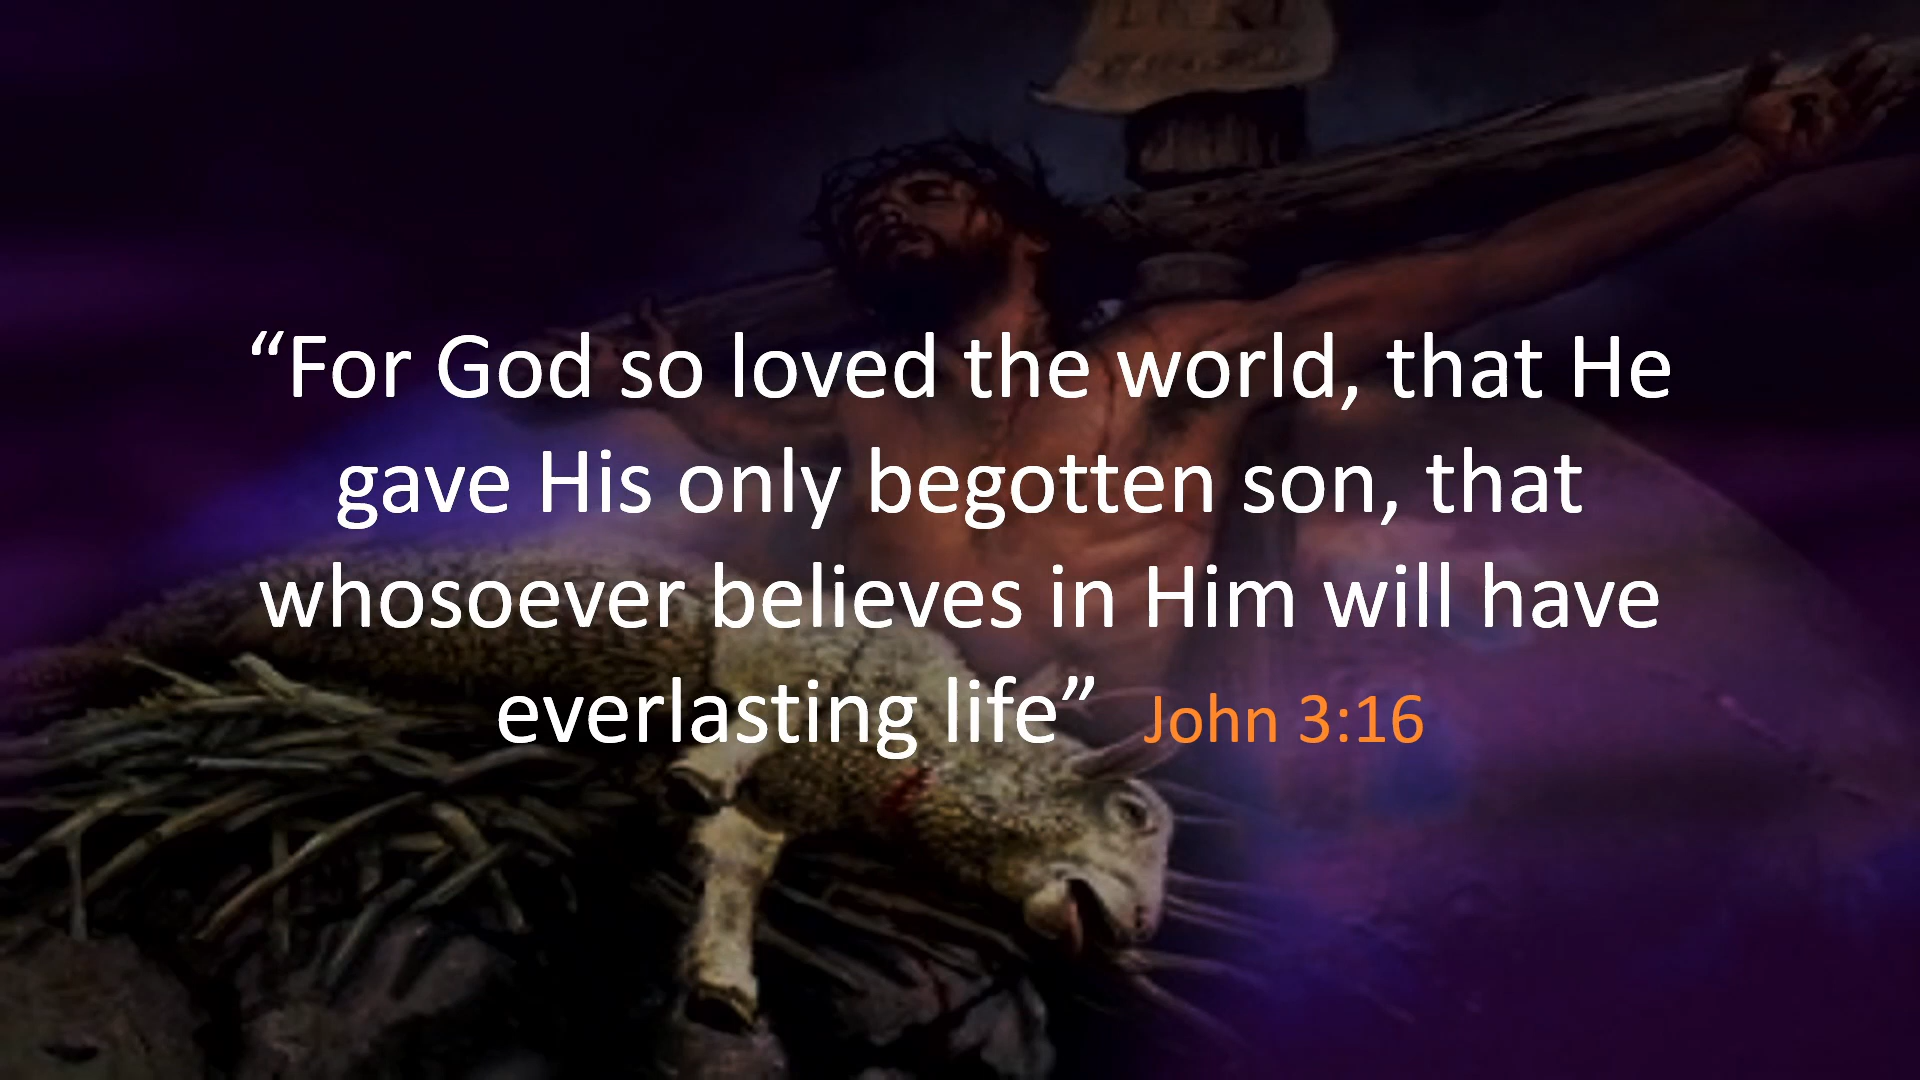 “For God so loved the world, that He
gave His only begotten son, that
whosoever believes in Him will have
everlasting life” John 3:16